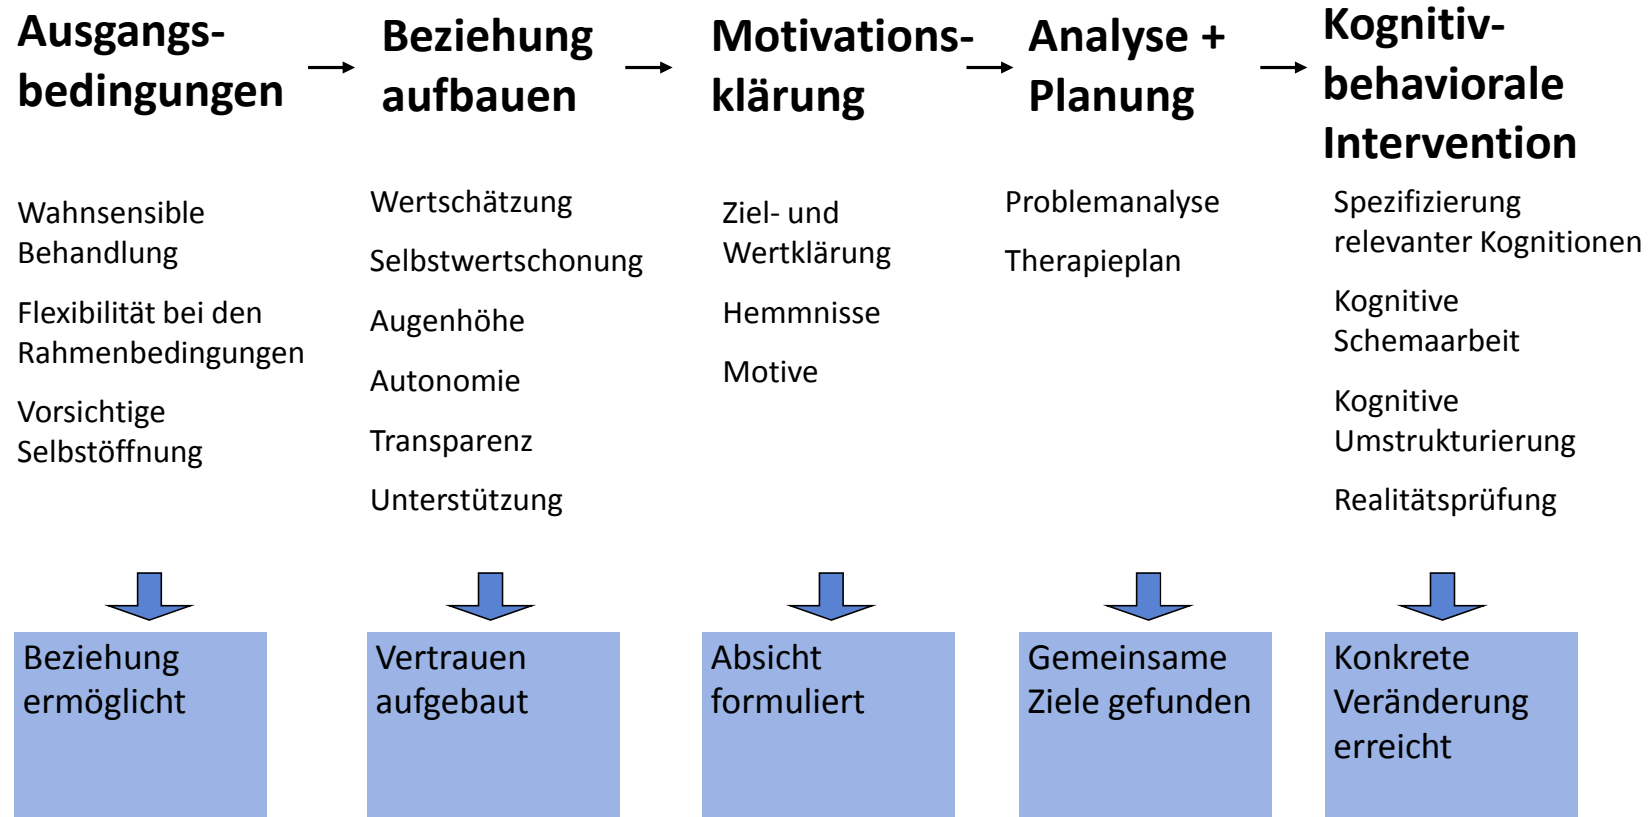 Ausgangs-
bedingungen
Beziehung
aufbauen
Motivations-
klärung
Analyse +
Planung
Kognitiv-
behaviorale
Intervention
Wahnsensible
Behandlung
Flexibilität bei den
Rahmenbedingungen
Vorsichtige
Selbstöffnung
Wertschätzung
Selbstwertschonung
Augenhöhe
Autonomie
Transparenz
Unterstützung
Ziel- und
Wertklärung
Hemmnisse
Motive
Problemanalyse
Therapieplan
Spezifizierung
relevanter Kognitionen
Kognitive
Schemaarbeit
Kognitive
Umstrukturierung
Realitätsprüfung
Beziehung
ermöglicht
Vertrauen
aufgebaut
Absicht
formuliert
Gemeinsame
Ziele gefunden
Konkrete
Veränderung
erreicht